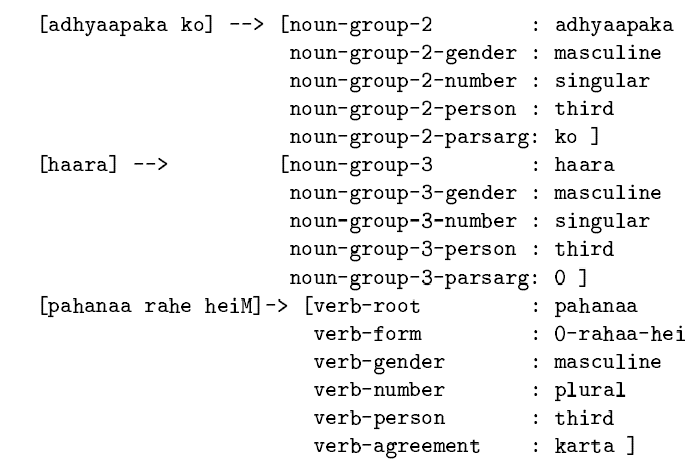 [adhyaapaka ko] --> [noun-group-2 : adhyaapaka
noun-group-2-gender : masculine
noun-group-2-number : singular
noun-group-2-person : third
noun-group-2-parsarg: ko ]
[haara] --> [noun-group-3 : haara
noun-group-3-gender : masculine
noun-group-3-number : singular
noun-group-3-person : third
noun-group-3-parsarg: 0 ]
[pahanaa rahe heiM]-> [verb-root : pahanaa
verb-form : 0-rahaa-hei
verb-gender : masculine
verb-number : plural
verb-person : third
verb-agreement : karta ]